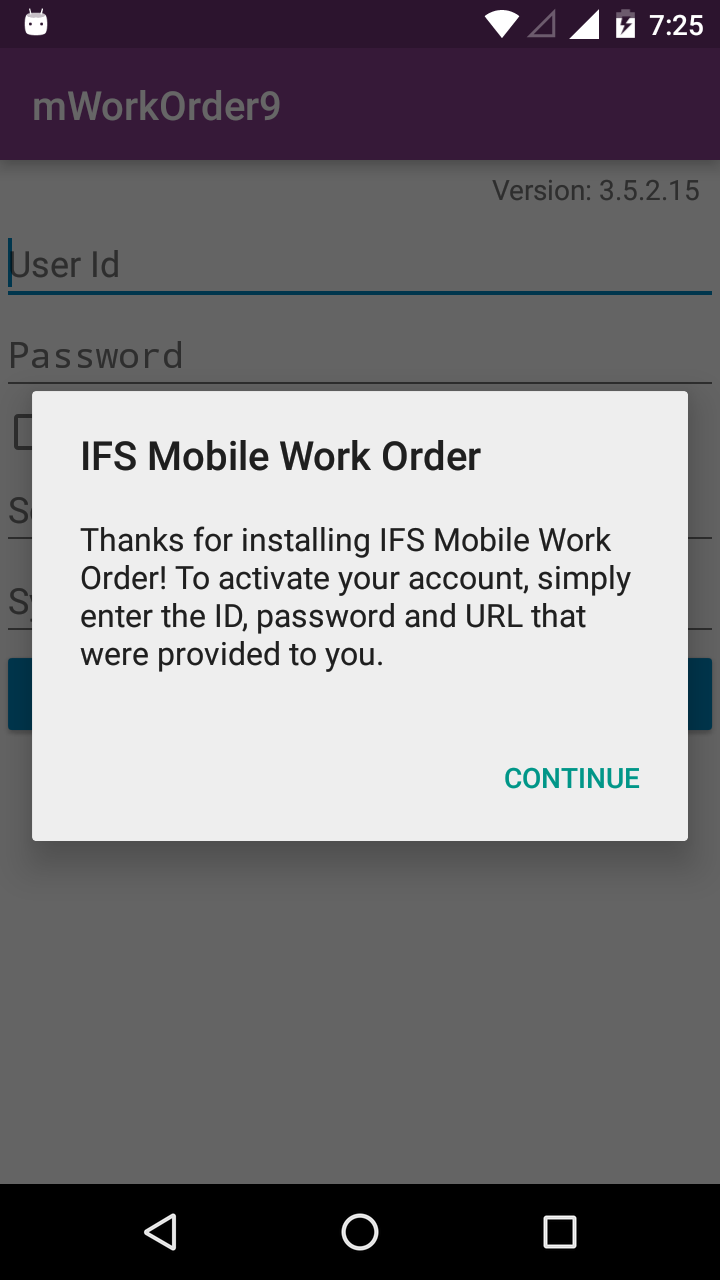 7:25
mWorkOrder9
Version: 3.5.2.15
User Id
Password
IFS Mobile Work Order
Thanks for installing IFS Mobile Work
Order! To activate your account, simply
enter the ID, password and URL that
were provided to you.
CONTINUE